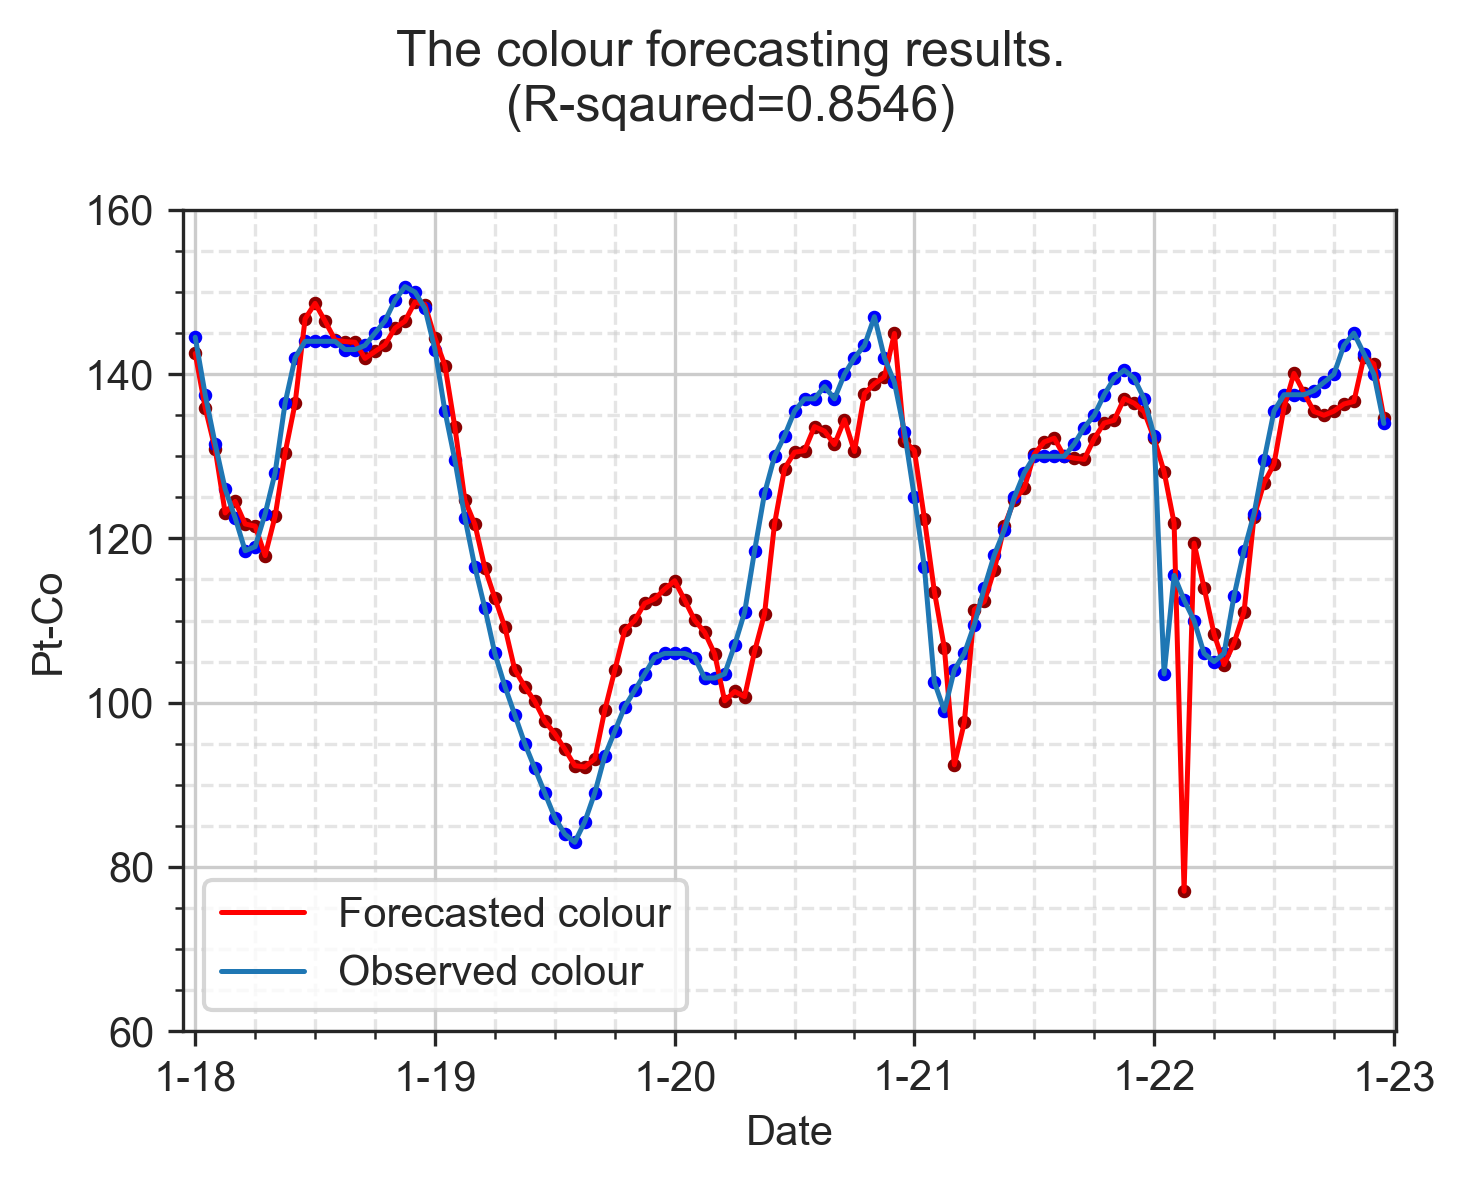 The colour forecasting results.
(R-sqaured=0.8546)
160
140
120
100
80
60
Pt-Co
Forecasted colour
Observed colour
1-18 1-19 1-20 1-21 1-22 1-23
Date